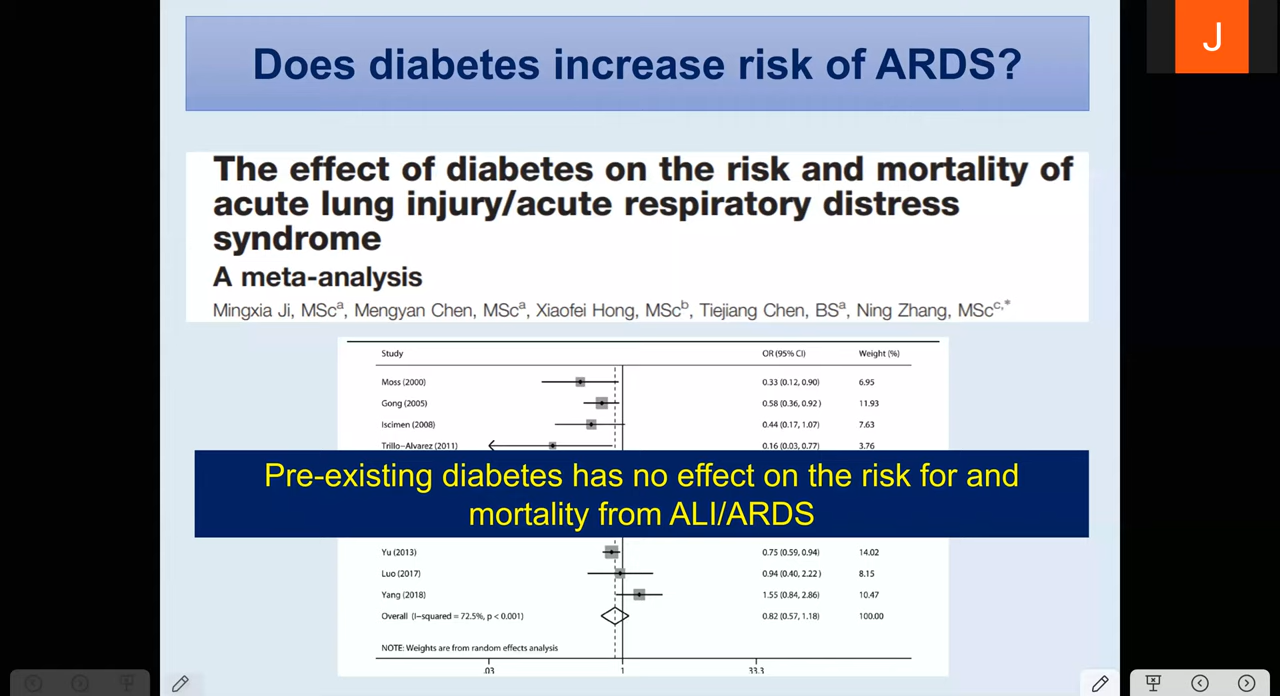 J
Does diabetes increase risk of ARDS?
The effect of diabetes on the risk and mortality of
acute lung injury/acute respiratory distress
syndrome
A meta-analysis
Mingxia Ji, MScᵃ, Mengyan Chen, MScᵃ, Xiaofei Hong, MScᵇ, Tiejiang Chen, BSᵃ, Ning Zhang, MScᶜ,*
Study OR (95% CI) Weight (%)
Moss (2000) 0.33 (0.12, 0.90) 6.95
Gong (2005) 0.58 (0.36, 0.92 ) 11.93
Iscimen (2008) 0.44 (0.17, 1.07) 7.63
Trillo−Alvarez (2011) 0.16 (0.03, 0.77) 3.76
Pre-existing diabetes has no effect on the risk for and
mortality from ALI/ARDS
Yu (2013) 0.75 (0.59, 0.94) 14.02
Luo (2017) 0.94 (0.40, 2.22 ) 8.15
Yang (2018) 1.55 (0.84, 2.86) 10.47
Overall (I−squared = 72.5%, p < 0.001) 0.82 (0.57, 1.18) 100.00
NOTE: Weights are from random effects analysis
.03 1 33.3